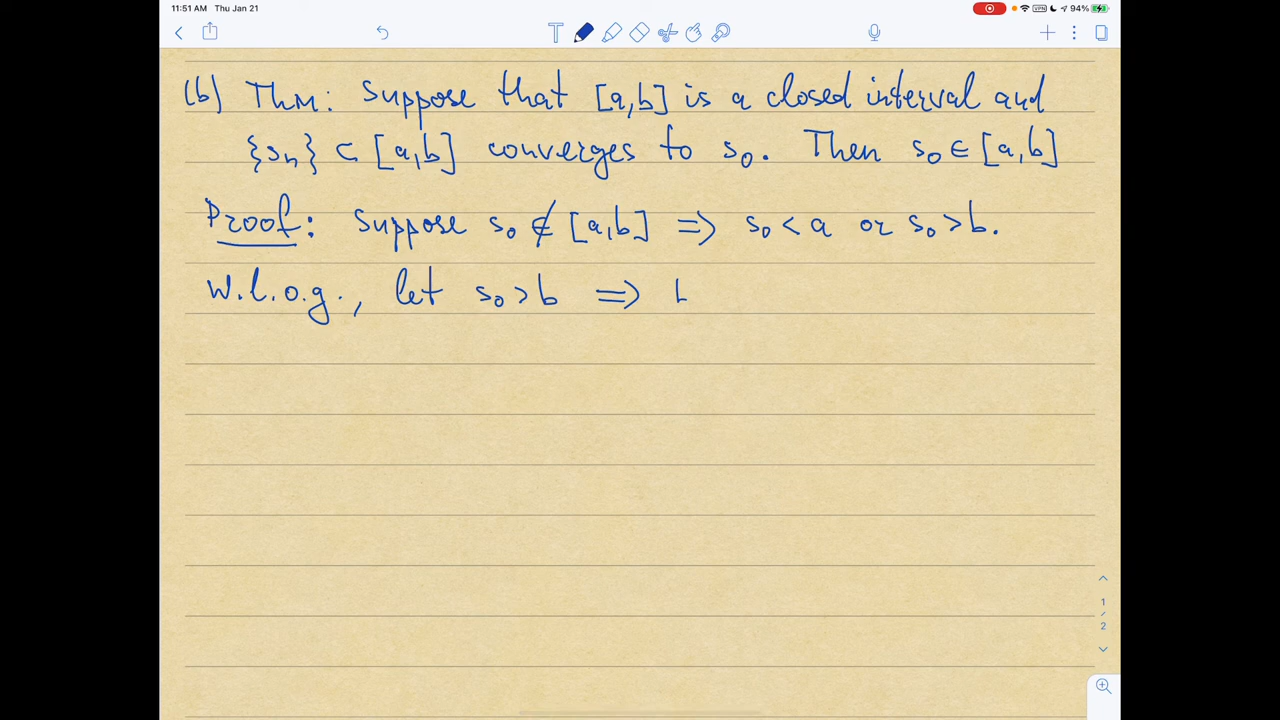 11:51 AM Thu Jan 21
VPN 94%
(b) Thm: Suppose that [a,b] is a closed interval and
{sₙ} ⊂ [a,b] converges to s₀. Then s₀ ∈ [a,b]
Proof: Suppose s₀ ∉ [a,b] => s₀ < a or s₀ > b.
W.l.o.g., let s₀ > b =>
1
/
2